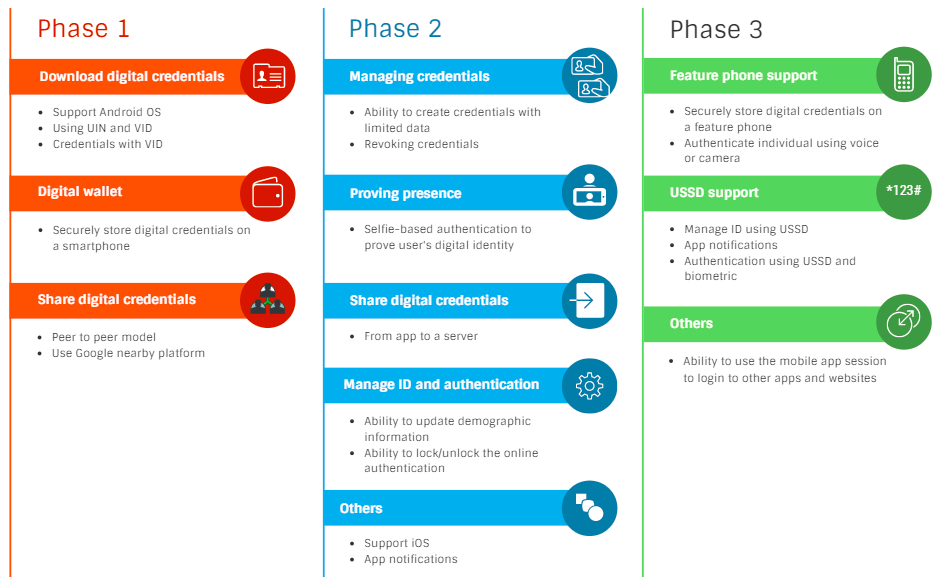 Phase 1
Download digital credentials
• Support Android OS
• Using UIN and VID
• Credentials with VID
Digital wallet
• Securely store digital credentials on
a smartphone
Share digital credentials
• Peer to peer model
• Use Google nearby platform
Phase 2
Managing credentials
• Ability to create credentials with
limited data
• Revoking credentials
Proving presence
• Selfie-based authentication to
prove user's digital identity
Share digital credentials
• From app to a server
Manage ID and authentication
• Ability to update demographic
information
• Ability to lock/unlock the online
authentication
Others
• Support iOS
• App notifications
Phase 3
Feature phone support
• Securely store digital credentials on
a feature phone
• Authenticate individual using voice
or camera
USSD support
*123#
• Manage ID using USSD
• App notifications
• Authentication using USSD and
biometric
Others
• Ability to use the mobile app session
to login to other apps and websites